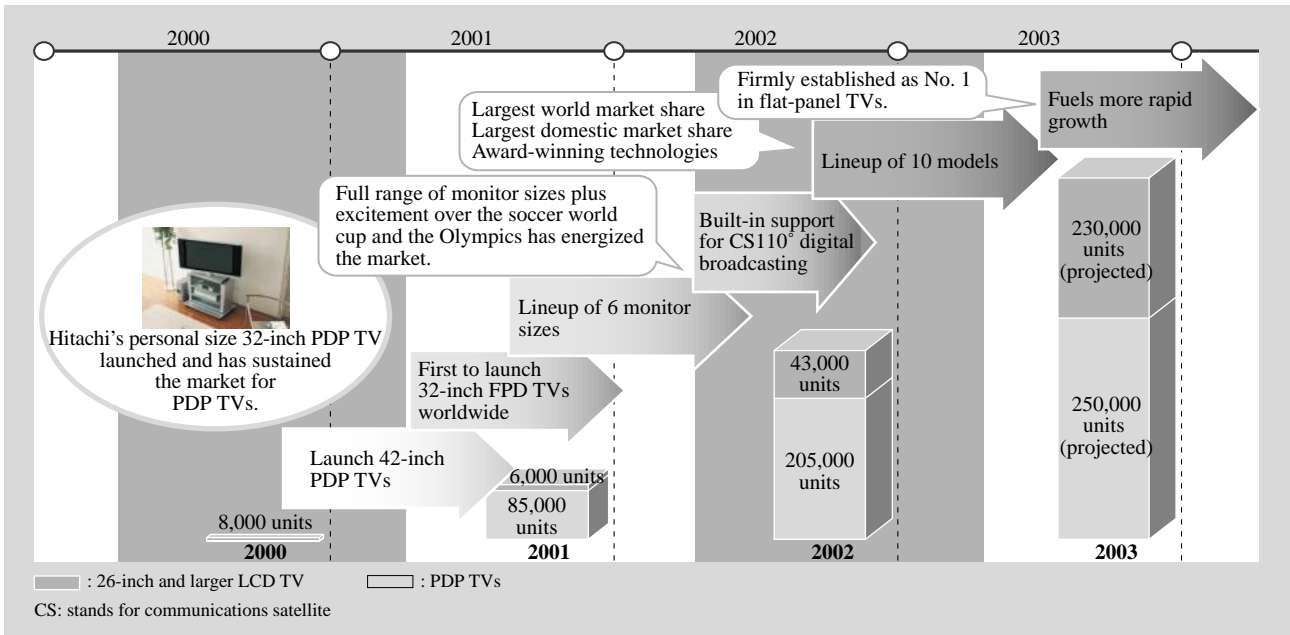 2000
2001
2002
2003
Firmly established as No. 1
in flat-panel TVs.
Fuels more rapid
growth
Largest world market share
Largest domestic market share
Award-winning technologies
Lineup of 10 models
Full range of monitor sizes plus
excitement over the soccer world
cup and the Olympics has energized
the market.
Built-in support
for CS110° digital
broadcasting
230,000
units
(projected)
Lineup of 6 monitor
sizes
Hitachi’s personal size 32-inch PDP TV
launched and has sustained
the market for
PDP TVs.
First to launch
32-inch FPD TVs
worldwide
43,000
units
250,000
units
(projected)
Launch 42-inch
PDP TVs
6,000 units
85,000
units
205,000
units
8,000 units
2000
2001
2002
2003
: 26-inch and larger LCD TV
: PDP TVs
CS: stands for communications satellite